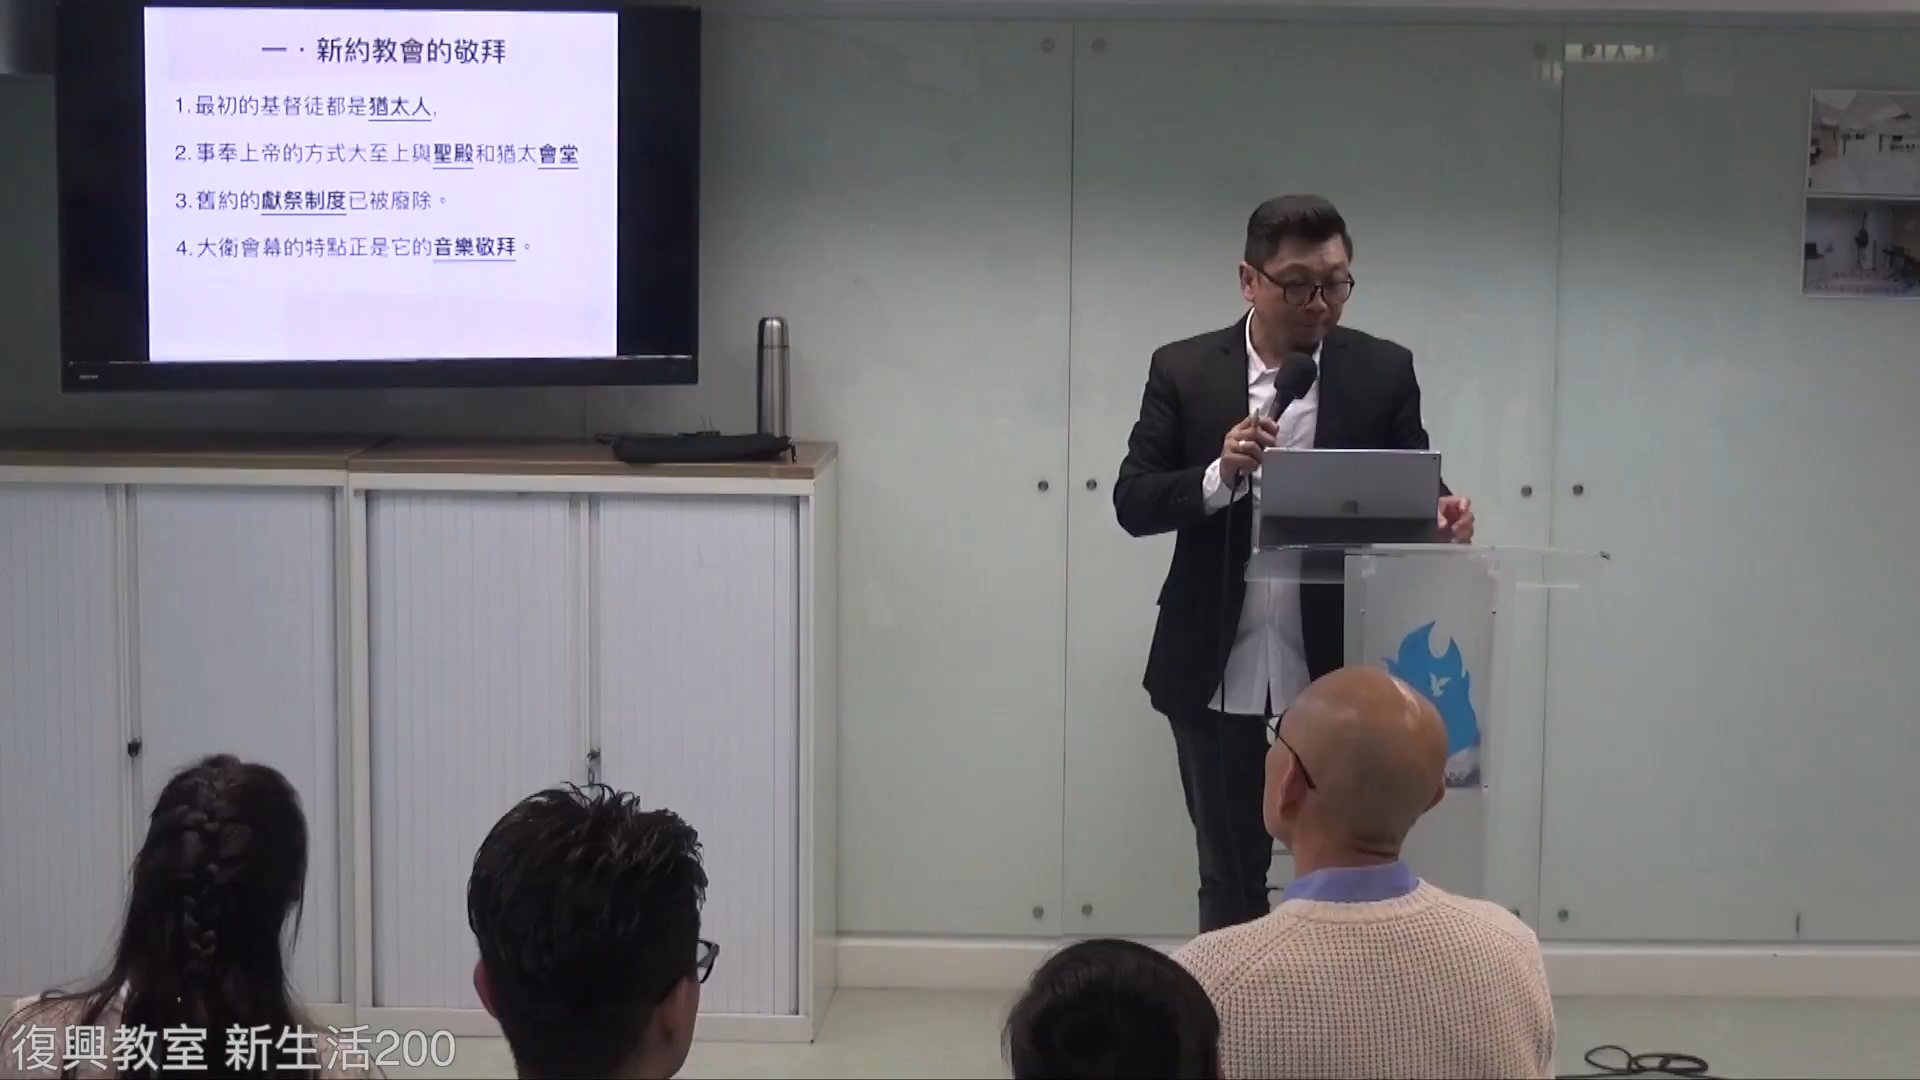 一．新約教會的敬拜
1. 最初的基督徒都是猶太人,
2. 事奉上帝的方式大至上與聖殿和猶太會堂
3. 舊約的獻祭制度已被廢除。
4. 大衛會幕的特點正是它的音樂敬拜。
復興教室 新生活200